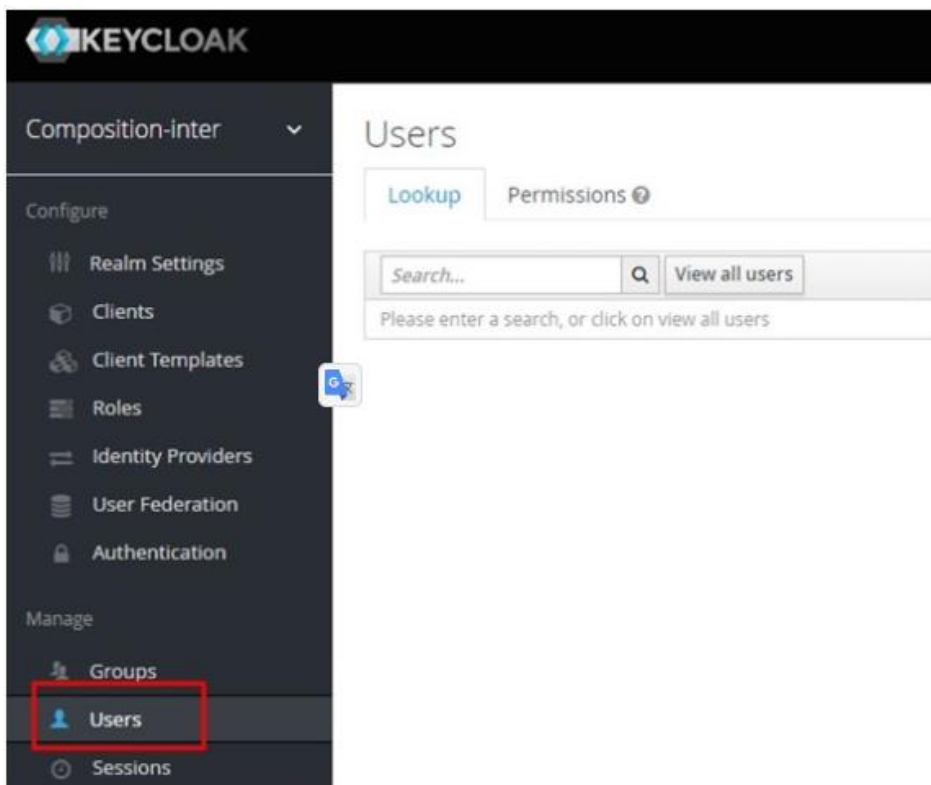 KEYCLOAK
Composition-inter
Configure
Realm Settings
Clients
Client Templates
Roles
Identity Providers
User Federation
Authentication
Manage
Groups
Users
Sessions
Users
Lookup Permissions
Search... View all users
Please enter a search, or click on view all users